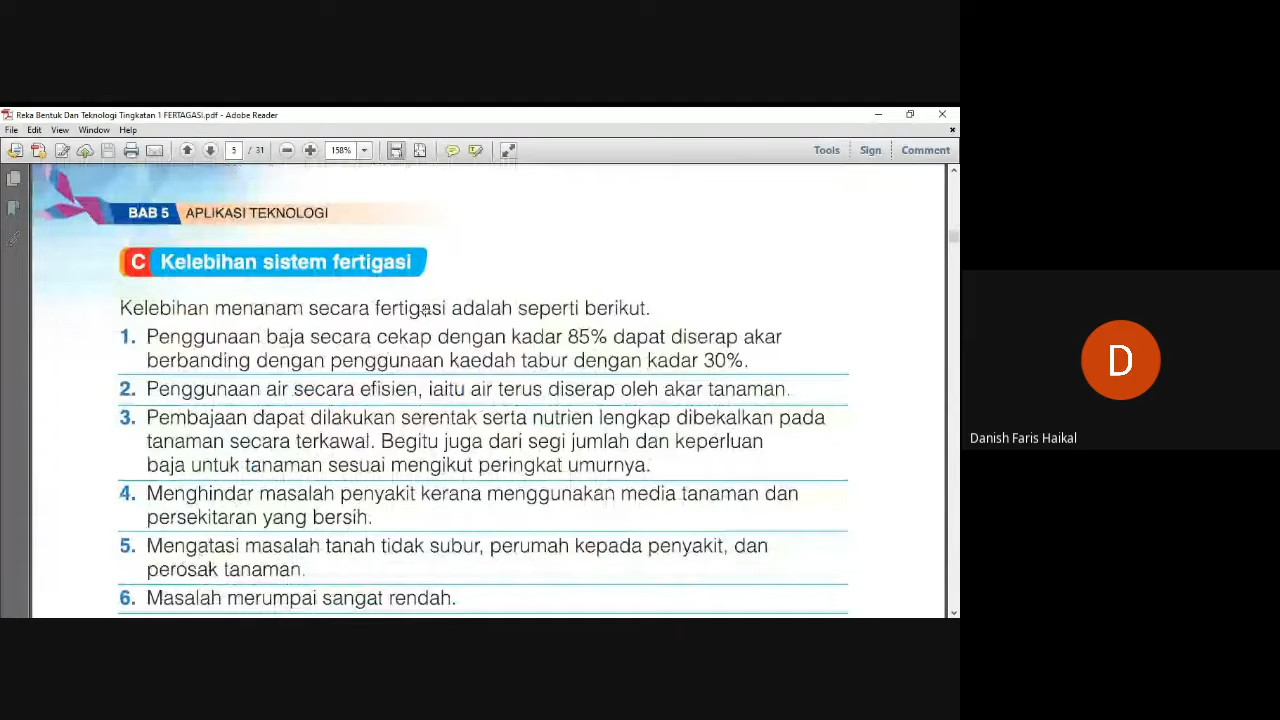 Reka Bentuk Dan Teknologi Tingkatan 1 FERTAGASI.pdf - Adobe Reader
File Edit View Window Help
5 / 31 158% Tools Sign Comment
BAB 5 APLIKASI TEKNOLOGI
C Kelebihan sistem fertigasi
Kelebihan menanam secara fertigasi adalah seperti berikut.
1. Penggunaan baja secara cekap dengan kadar 85% dapat diserap akar
berbanding dengan penggunaan kaedah tabur dengan kadar 30%.
2. Penggunaan air secara efisien, iaitu air terus diserap oleh akar tanaman.
3. Pembajaan dapat dilakukan serentak serta nutrien lengkap dibekalkan pada
tanaman secara terkawal. Begitu juga dari segi jumlah dan keperluan
baja untuk tanaman sesuai mengikut peringkat umurnya.
4. Menghindar masalah penyakit kerana menggunakan media tanaman dan
persekitaran yang bersih.
5. Mengatasi masalah tanah tidak subur, perumah kepada penyakit, dan
perosak tanaman.
6. Masalah merumpai sangat rendah.
D
Danish Faris Haikal